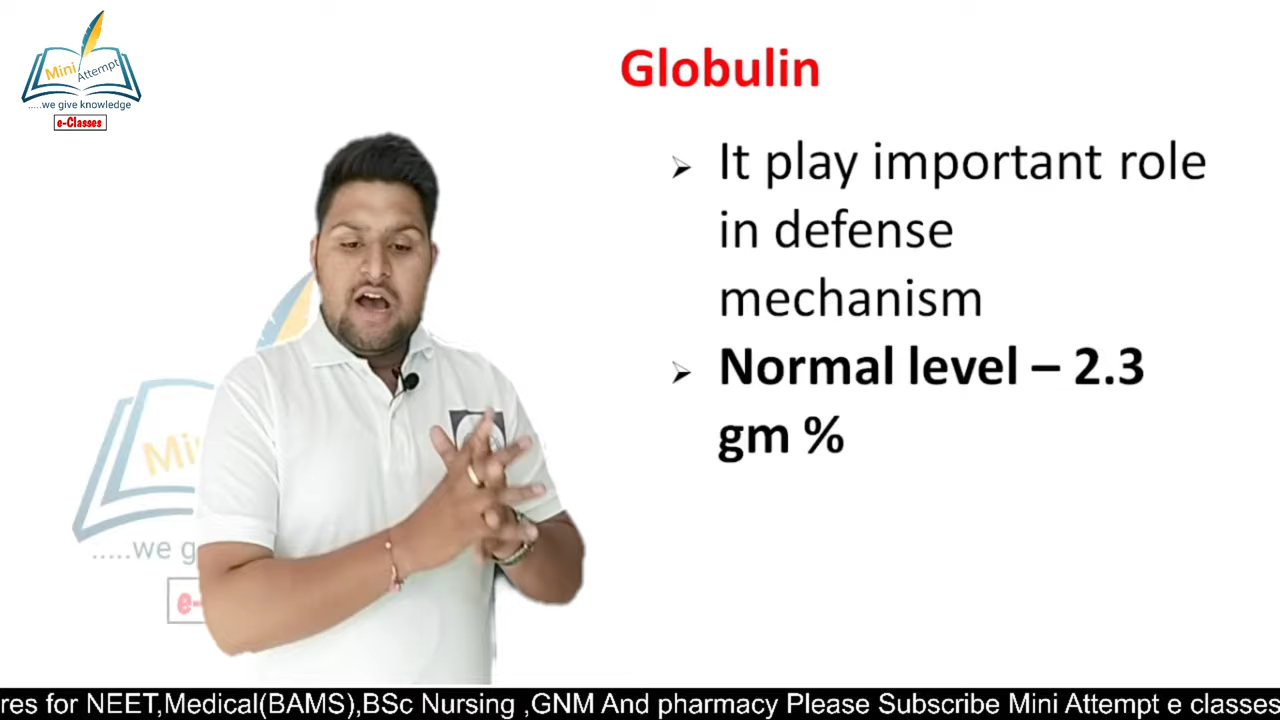 Mini Attempt
.....we give knowledge
e-Classes
Globulin
➢ It play important role
in defense
mechanism
➢ Normal level – 2.3
gm %
.....we g
res for NEET,Medical(BAMS),BSc Nursing ,GNM And pharmacy Please Subscribe Mini Attempt e classes